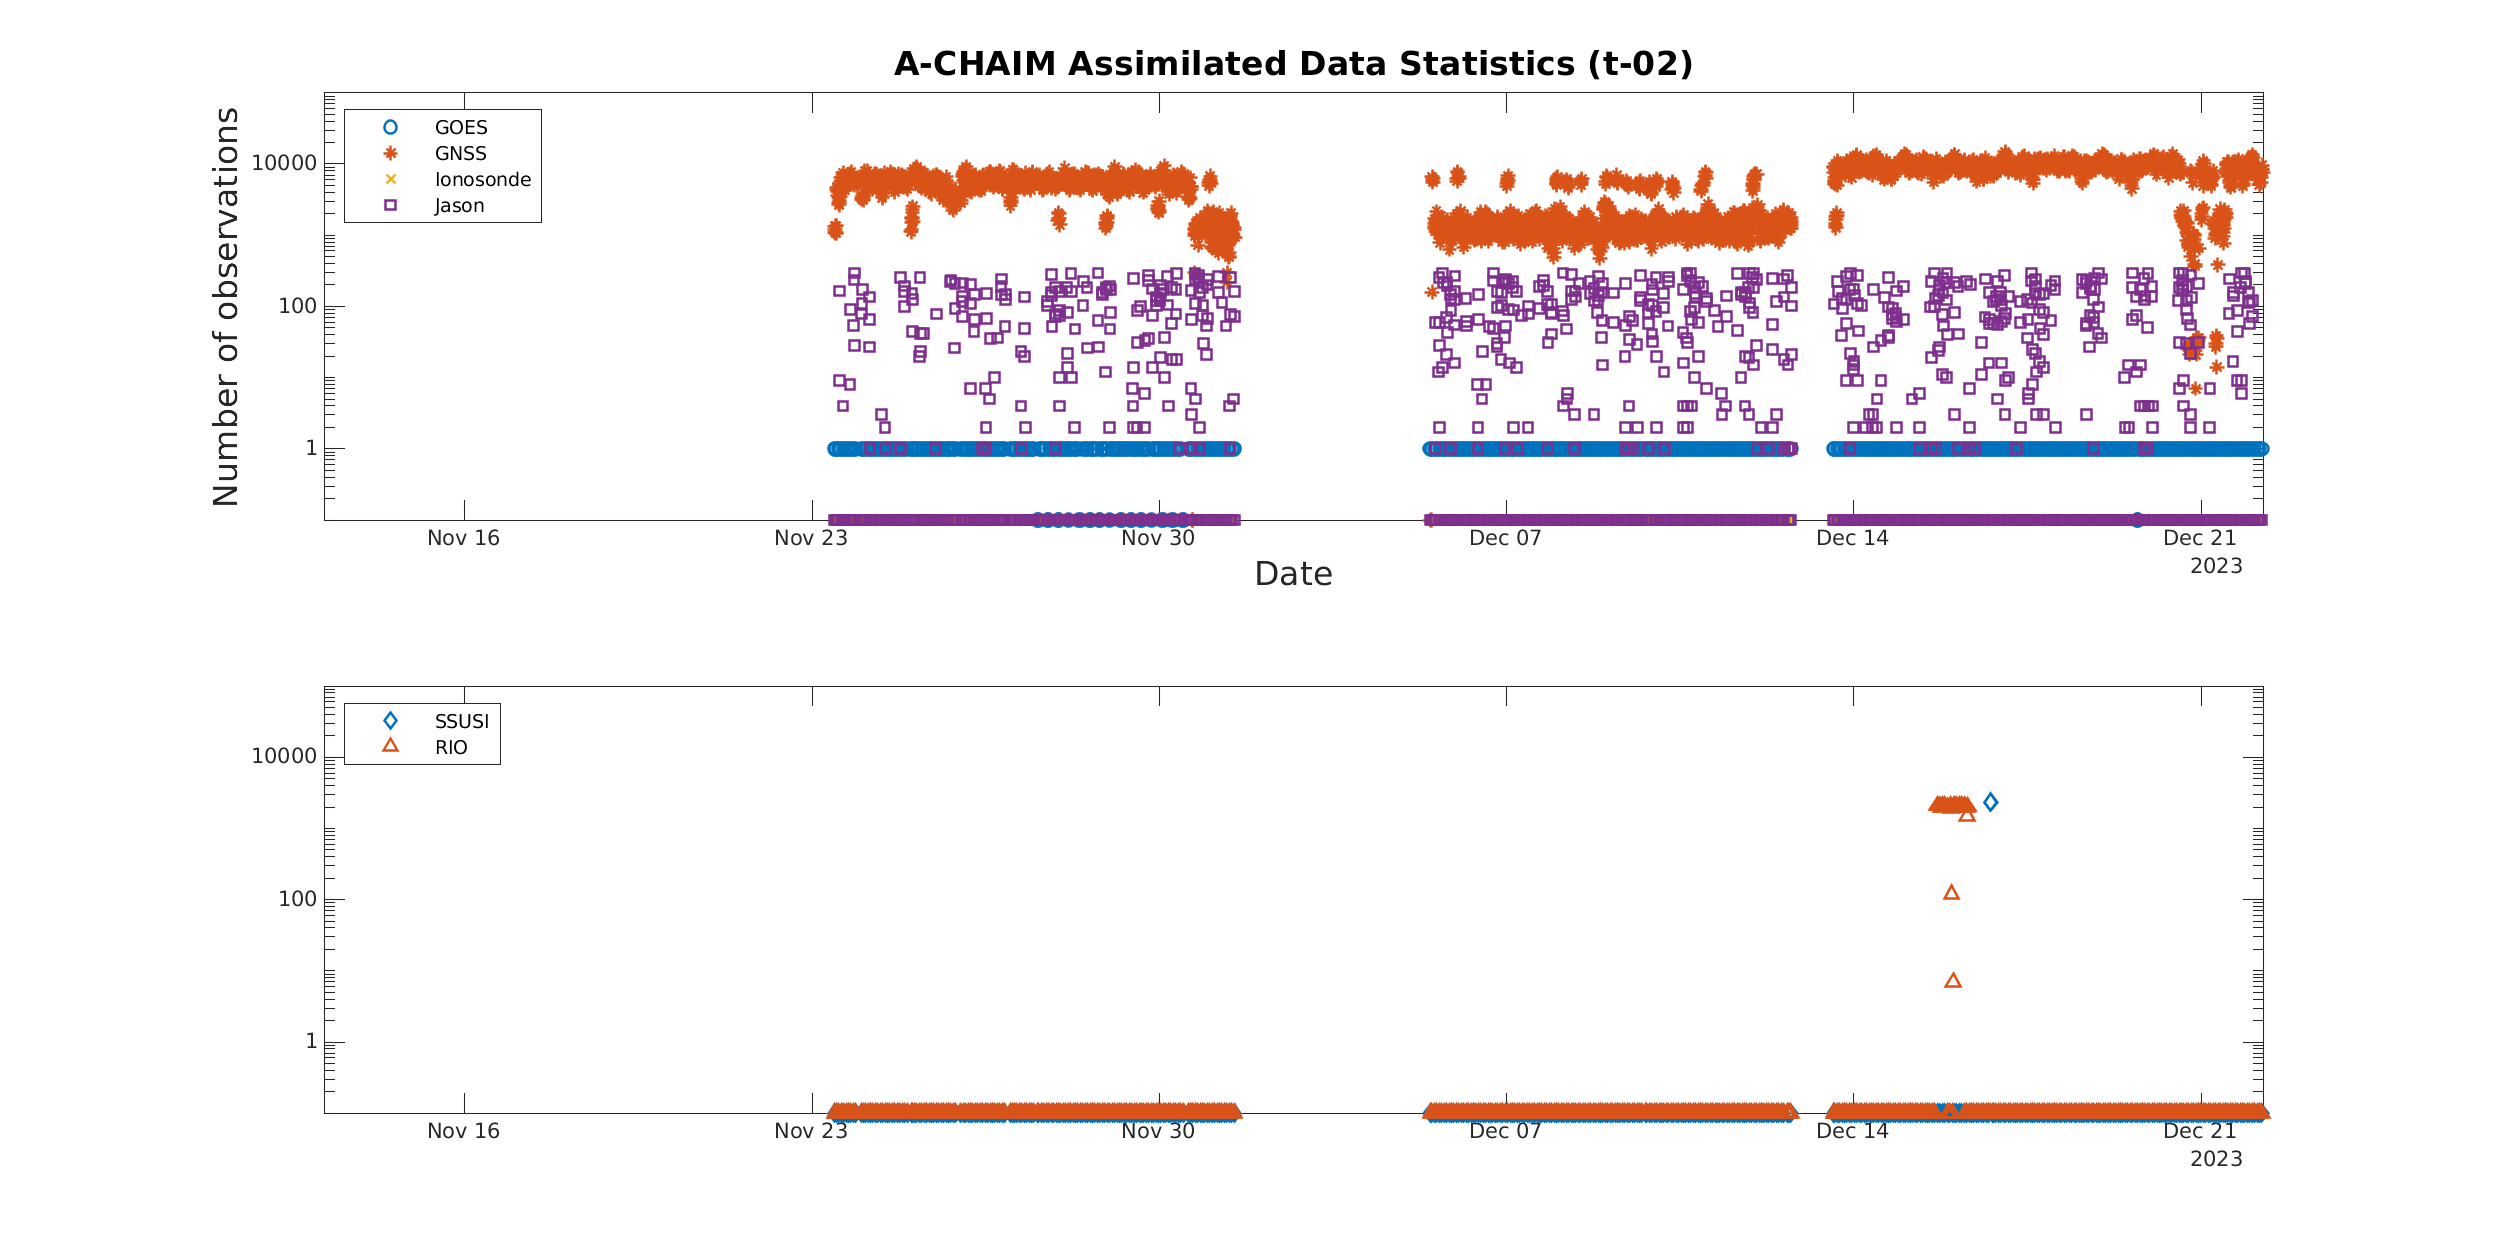 A-CHAIM Assimilated Data Statistics (t-02)
Number of observations
10000
100
1
GOES
GNSS
Ionosonde
Jason
Nov 16 Nov 23 Nov 30 Dec 07 Dec 14 Dec 21
2023
Date
10000
100
1
SSUSI
RIO
Nov 16 Nov 23 Nov 30 Dec 07 Dec 14 Dec 21
2023